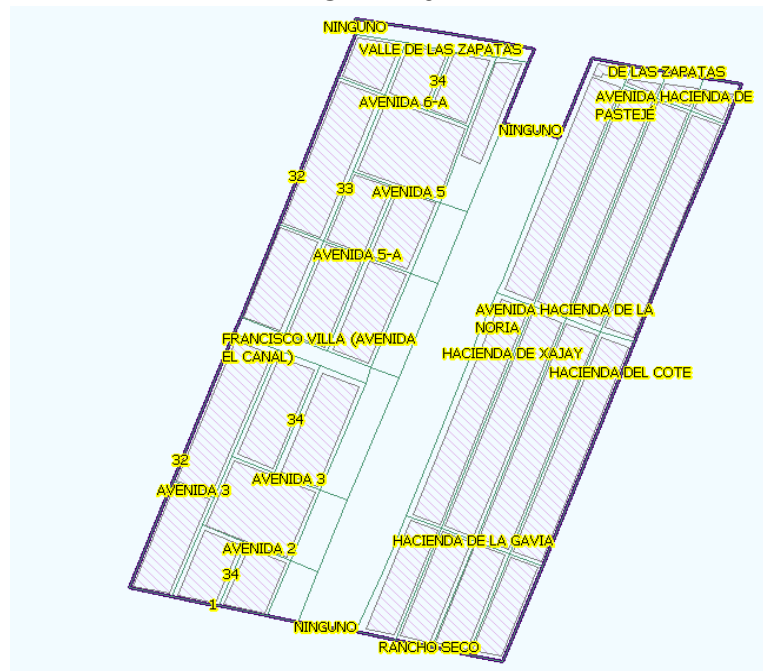 NINGUNO
VALLE DE LAS ZAPATAS
34
DE LAS ZAPATAS
AVENIDA 6-A
AVENIDA HACIENDA DE
PASTEJÉ
NINGUNO
32
33
AVENIDA 5
AVENIDA 5-A
AVENIDA HACIENDA DE LA
NORIA
FRANCISCO VILLA (AVENIDA
EL CANAL)
HACIENDA DE XAJAY
HACIENDA DEL COTE
34
32
AVENIDA 3
AVENIDA 3
HACIENDA DE LA GAVIA
AVENIDA 2
34
1
NINGUNO
RANCHO SECO